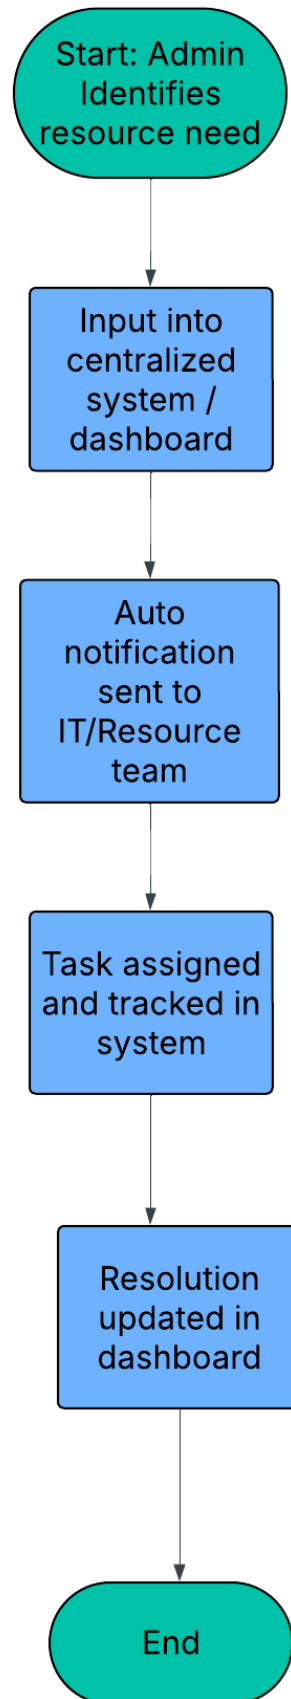 Start: Admin
Identifies
resource need
Input into
centralized
system /
dashboard
Auto
notification
sent to
IT/Resource
team
Task assigned
and tracked in
system
Resolution
updated in
dashboard
End